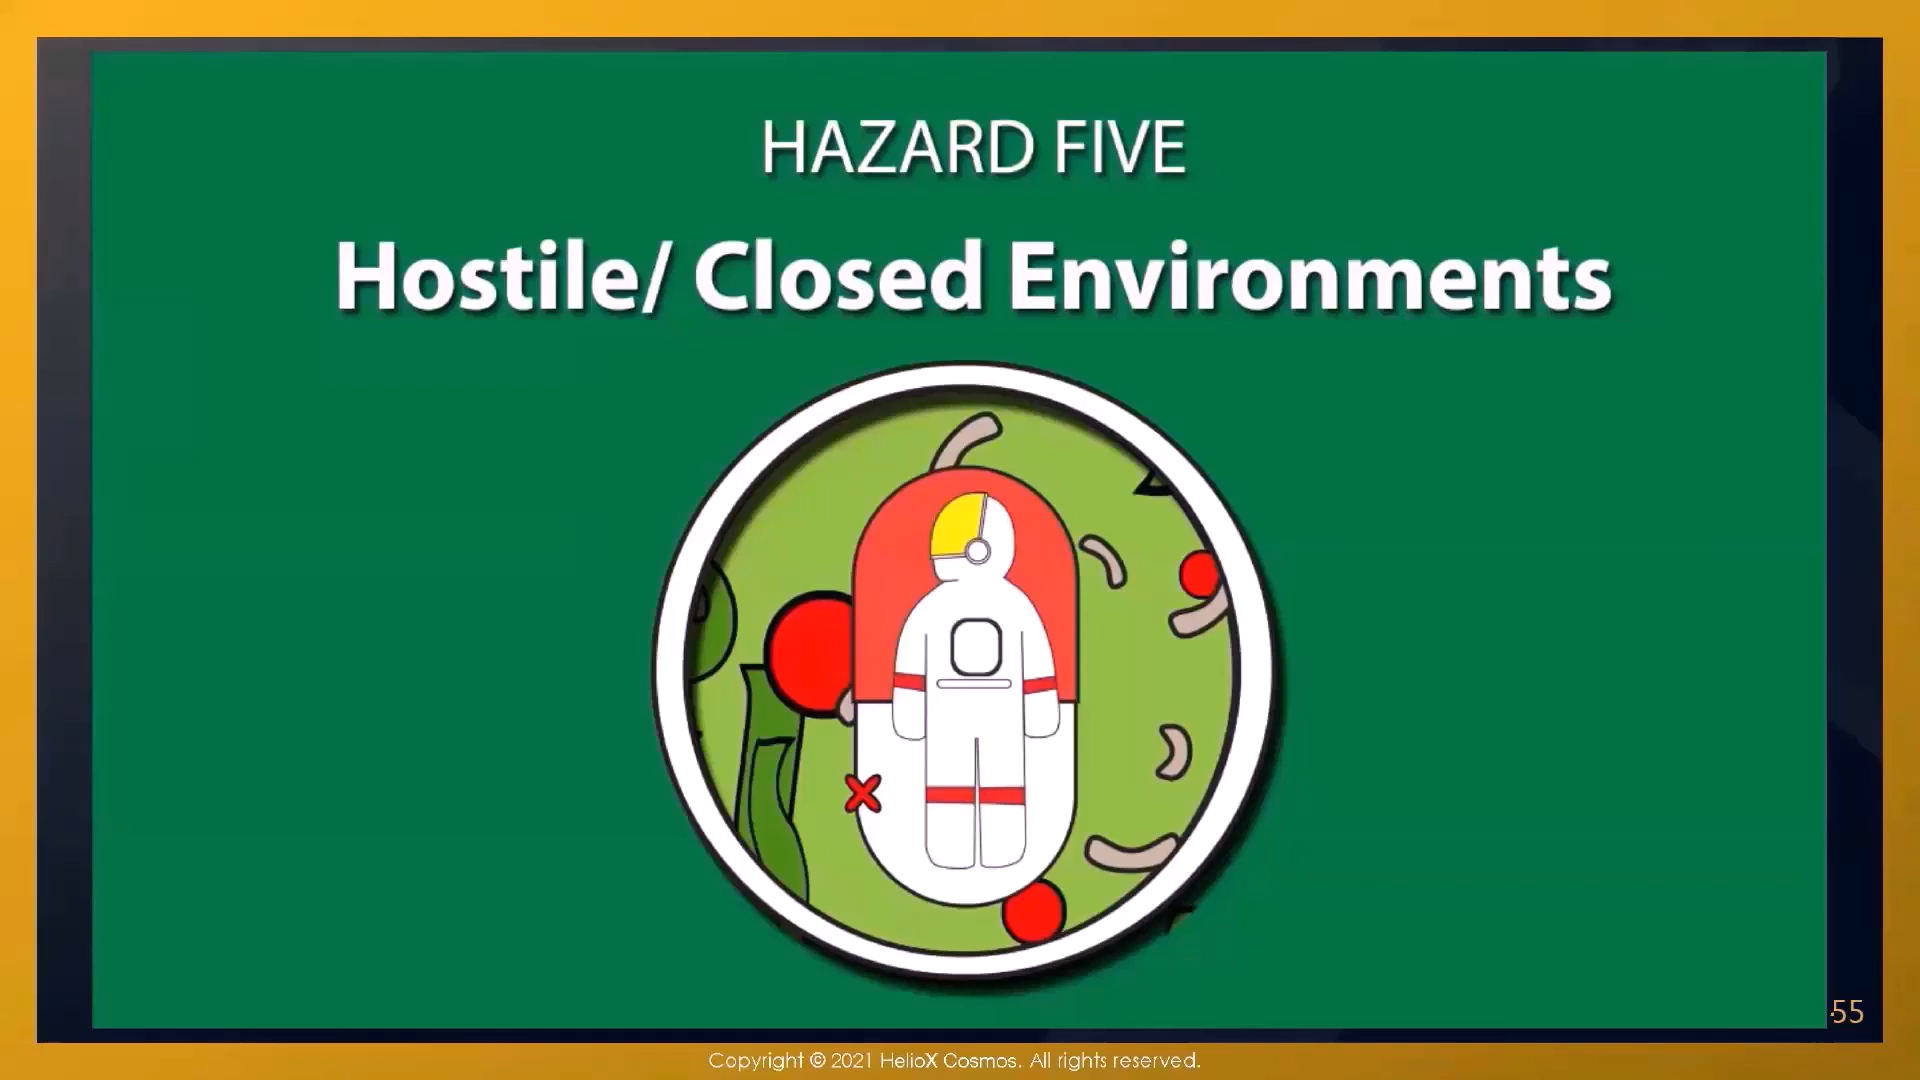 HAZARD FIVE
Hostile/ Closed Environments
55
Copyright © 2021 HelioX Cosmos. All rights reserved.